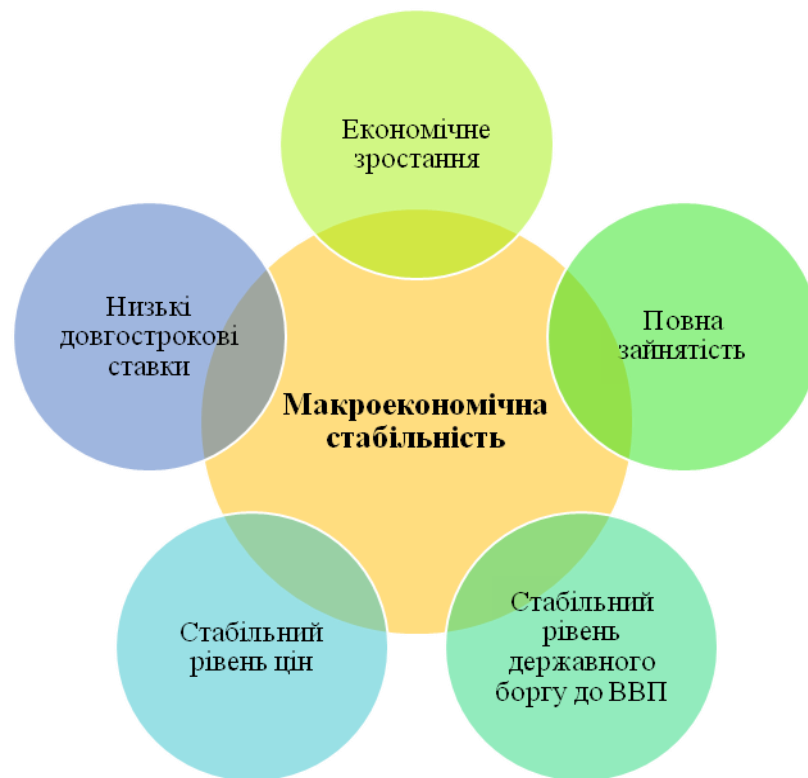 Економічне
зростання
Низькі
довгострокові
ставки
Повна
зайнятість
Макроекономічна
стабільність
Стабільний
рівень цін
Стабільний
рівень
державного
боргу до ВВП